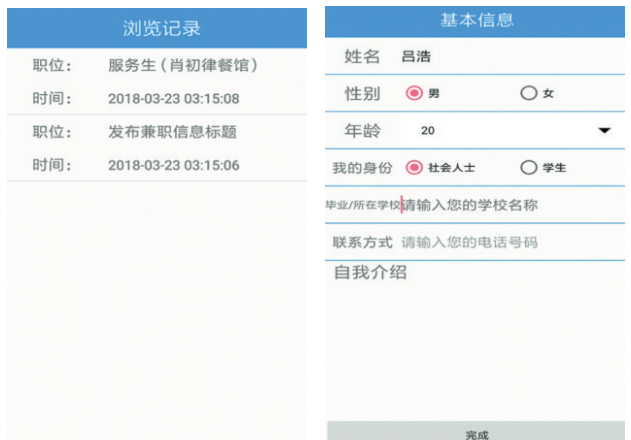 浏览记录
职位： 服务生(肖初律餐馆)
时间： 2018-03-23 03:15:08
职位： 发布兼职信息标题
时间： 2018-03-23 03:15:06
基本信息
姓名 吕浩
性别 男 女
年龄 20
我的身份 社会人士 学生
毕业/所在学校 请输入您的学校名称
联系方式 请输入您的电话号码
自我介绍
完成